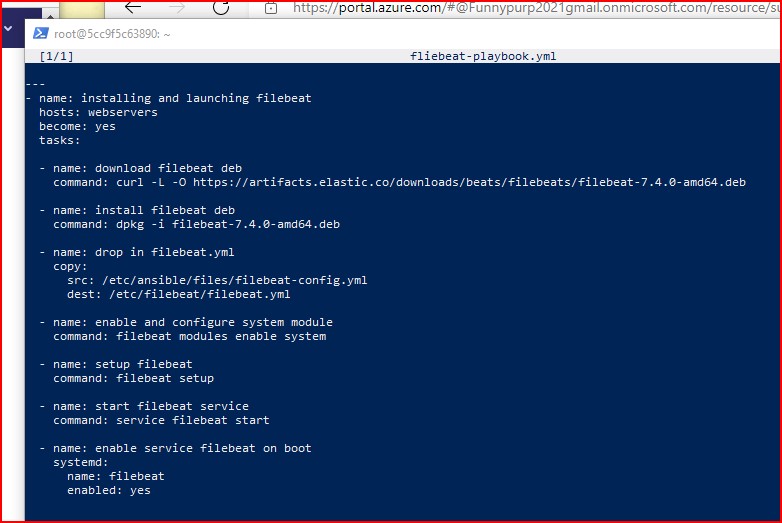 https://portal.azure.com/#@Funnypurp2021gmail.onmicrosoft.com/resource/su
root@5cc9f5c63890: ~
[1/1] fliebeat-playbook.yml
---
- name: installing and launching filebeat
  hosts: webservers
  become: yes
  tasks:

  - name: download filebeat deb
    command: curl -L -O https://artifacts.elastic.co/downloads/beats/filebeats/filebeat-7.4.0-amd64.deb

  - name: install filebeat deb
    command: dpkg -i filebeat-7.4.0-amd64.deb

  - name: drop in filebeat.yml
    copy:
      src: /etc/ansible/files/filebeat-config.yml
      dest: /etc/filebeat/filebeat.yml

  - name: enable and configure system module
    command: filebeat modules enable system

  - name: setup filebeat
    command: filebeat setup

  - name: start filebeat service
    command: service filebeat start

  - name: enable service filebeat on boot
    systemd:
      name: filebeat
      enabled: yes